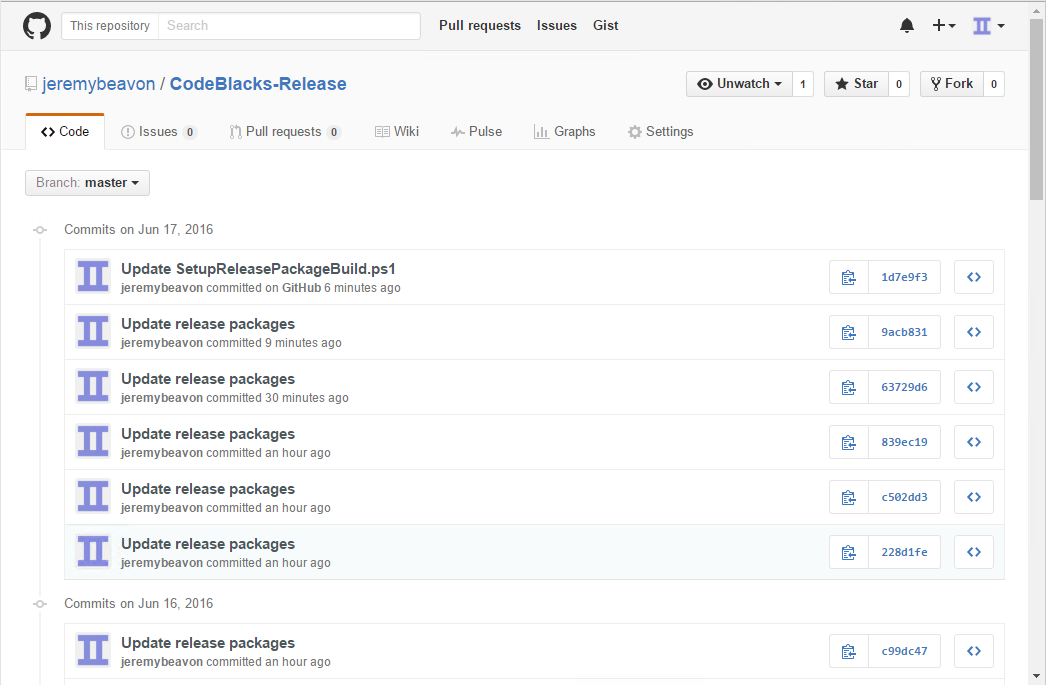 This repository Search Pull requests Issues Gist
jeremybeavon / CodeBlacks-Release Unwatch 1 Star 0 Fork 0
Code Issues 0 Pull requests 0 Wiki Pulse Graphs Settings
Branch: master
Commits on Jun 17, 2016
Update SetupReleasePackageBuild.ps1
jeremybeavon committed on GitHub 6 minutes ago
1d7e9f3
Update release packages
jeremybeavon committed 9 minutes ago
9acb831
Update release packages
jeremybeavon committed 30 minutes ago
63729d6
Update release packages
jeremybeavon committed an hour ago
839ec19
Update release packages
jeremybeavon committed an hour ago
c502dd3
Update release packages
jeremybeavon committed an hour ago
228d1fe
Commits on Jun 16, 2016
Update release packages
jeremybeavon committed an hour ago
c99dc47